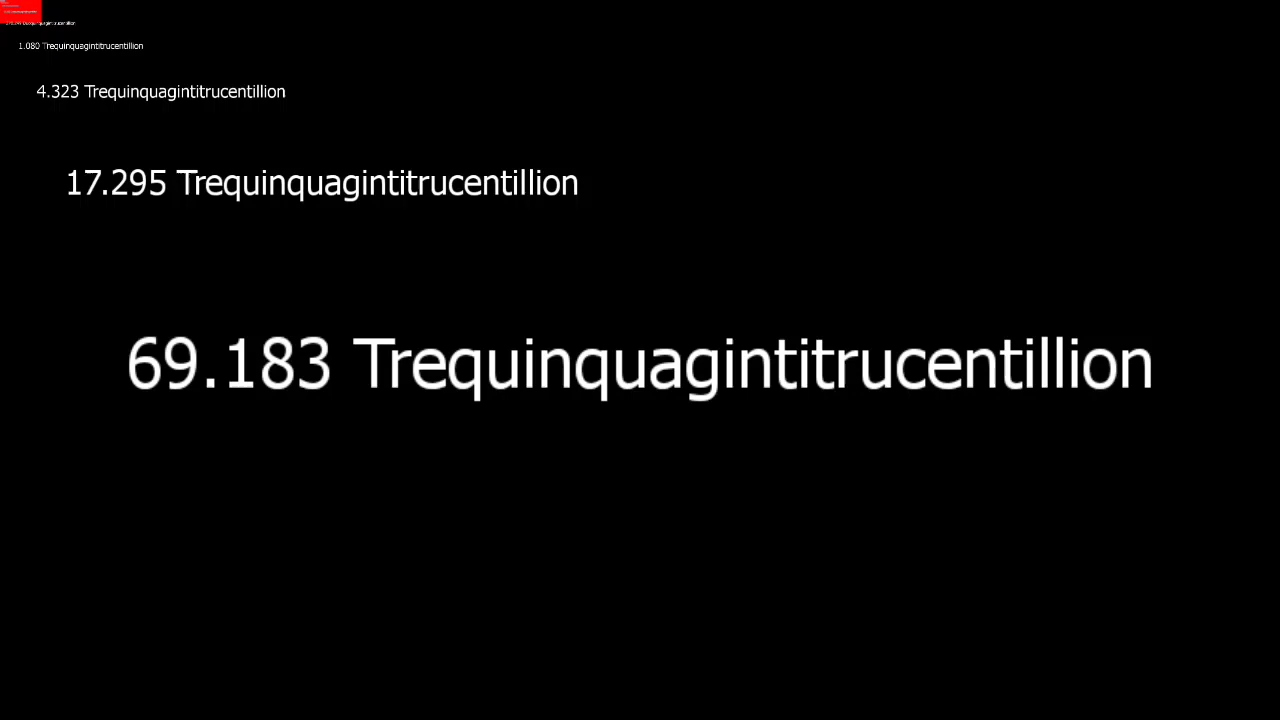 1.080 Trequinquagintitrucentillion
4.323 Trequinquagintitrucentillion
17.295 Trequinquagintitrucentillion
69.183 Trequinquagintitrucentillion